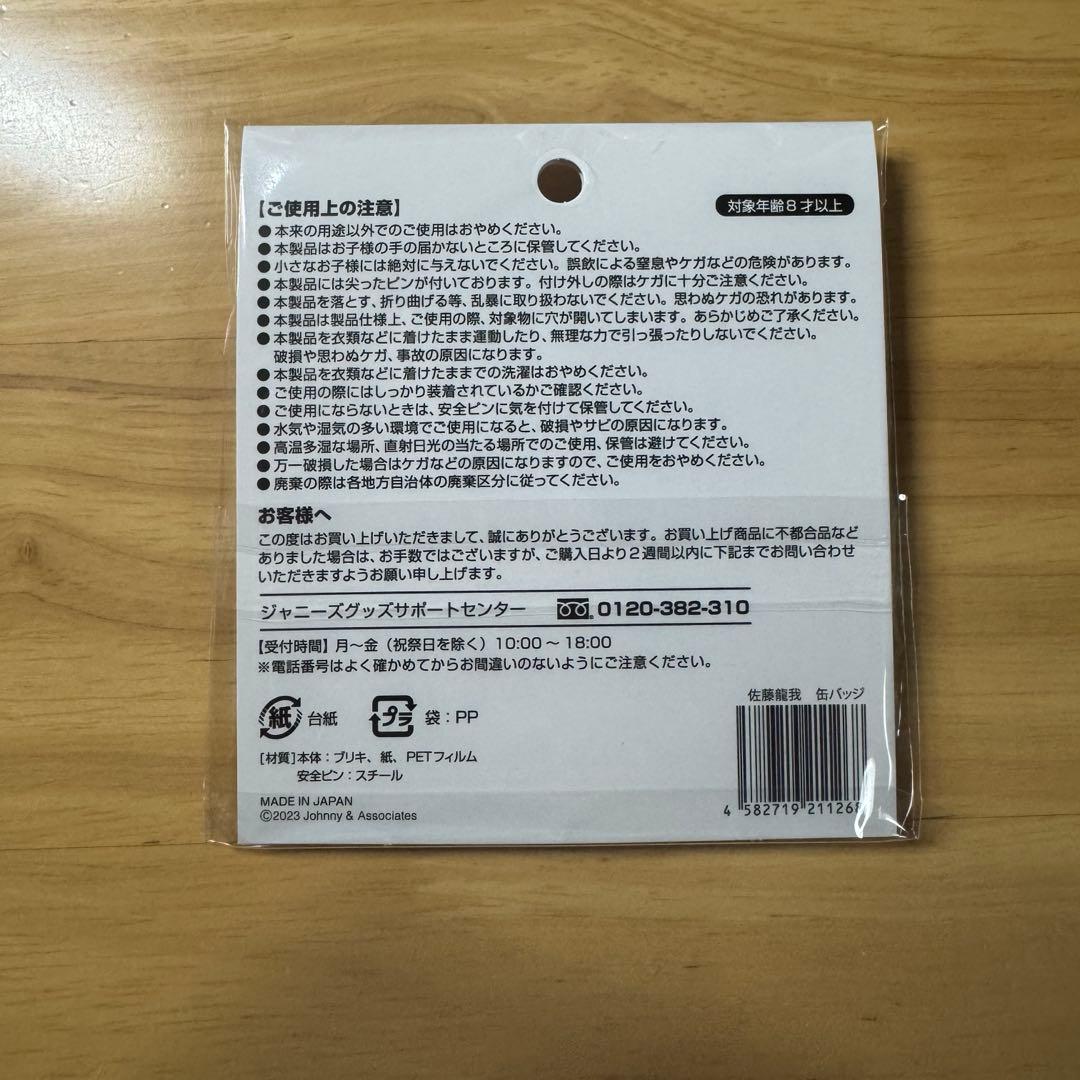 【ご使用上の注意】
対象年齢8才以上
●本来の用途以外でのご使用はおやめください。
●本製品はお子様の手の届かないところに保管してください。
●小さなお子様には絶対に与えないでください。誤飲による窒息やケガなどの危険があります。
●本製品には尖ったピンが付いております。付け外しの際はケガに十分ご注意ください。
●本製品を落とす、折り曲げる等、乱暴に取り扱わないでください。思わぬケガの恐れがあります。
●本製品は製品仕様上、ご使用の際、対象物に穴が開いてしまいます。あらかじめご了承ください。
●本製品を衣類などに着けたまま運動したり、無理な力で引っ張ったりしないでください。
破損や思わぬケガ、事故の原因になります。
●本製品を衣類などに着けたままでの洗濯はおやめください。
●ご使用の際にはしっかり装着されているかご確認ください。
●ご使用にならないときは、安全ピンに気を付けて保管してください。
●水気や湿気の多い環境でご使用になると、破損やサビの原因になります。
●高温多湿な場所、直射日光の当たる場所でのご使用、保管は避けてください。
●万一破損した場合はケガなどの原因になりますので、ご使用をおやめください。
●廃棄の際は各地方自治体の廃棄区分に従ってください。
お客様へ
この度はお買い上げいただきまして、誠にありがとうございます。お買い上げ商品に不都合品など
ありました場合は、お手数ではございますが、ご購入日より2週間以内に下記までお問い合わせ
いただきますようお願い申し上げます。
ジャニーズグッズサポートセンター 0120-382-310
【受付時間】月〜金（祝祭日を除く）10:00〜18:00
※電話番号はよく確かめてからお間違いのないようにご注意ください。
紙 台紙 プラ 袋：PP
佐藤龍我 缶バッジ
[材質]本体：ブリキ、紙、PETフィルム
安全ピン：スチール
MADE IN JAPAN
©2023 Johnny & Associates
4 582719 211268